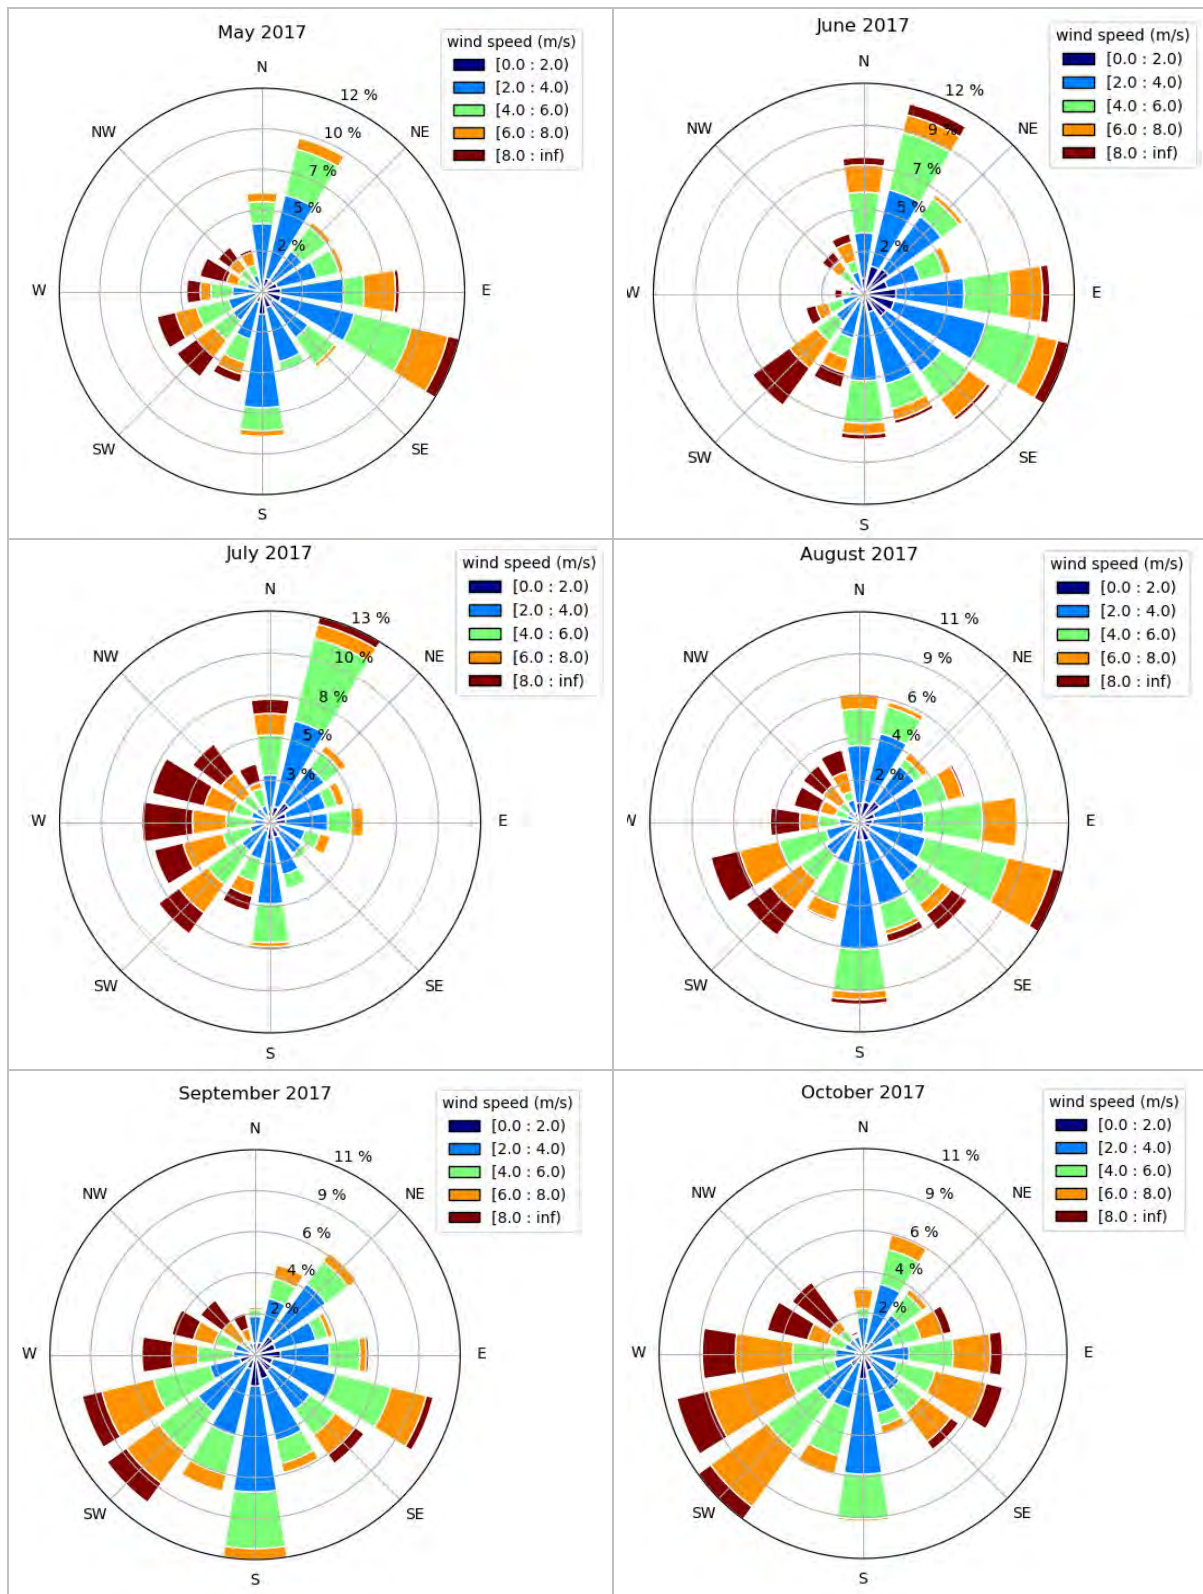 May 2017
wind speed (m/s)
[0.0 : 2.0)
[2.0 : 4.0)
[4.0 : 6.0)
[6.0 : 8.0)
[8.0 : inf)
N
12 %
NW
10 %
NE
7 %
5 %
2 %
W
E
SW
SE
S
June 2017
wind speed (m/s)
[0.0 : 2.0)
[2.0 : 4.0)
[4.0 : 6.0)
[6.0 : 8.0)
[8.0 : inf)
N
12 %
NW
9 %
NE
7 %
5 %
2 %
W
E
SW
SE
S
July 2017
wind speed (m/s)
[0.0 : 2.0)
[2.0 : 4.0)
[4.0 : 6.0)
[6.0 : 8.0)
[8.0 : inf)
N
13 %
NW
10 %
NE
8 %
5 %
3 %
W
E
SW
SE
S
August 2017
wind speed (m/s)
[0.0 : 2.0)
[2.0 : 4.0)
[4.0 : 6.0)
[6.0 : 8.0)
[8.0 : inf)
N
11 %
NW
9 %
NE
6 %
4 %
2 %
W
E
SW
SE
S
September 2017
wind speed (m/s)
[0.0 : 2.0)
[2.0 : 4.0)
[4.0 : 6.0)
[6.0 : 8.0)
[8.0 : inf)
N
11 %
NW
9 %
NE
6 %
4 %
2 %
W
E
SW
SE
S
October 2017
wind speed (m/s)
[0.0 : 2.0)
[2.0 : 4.0)
[4.0 : 6.0)
[6.0 : 8.0)
[8.0 : inf)
N
11 %
NW
9 %
NE
6 %
4 %
2 %
W
E
SW
SE
S